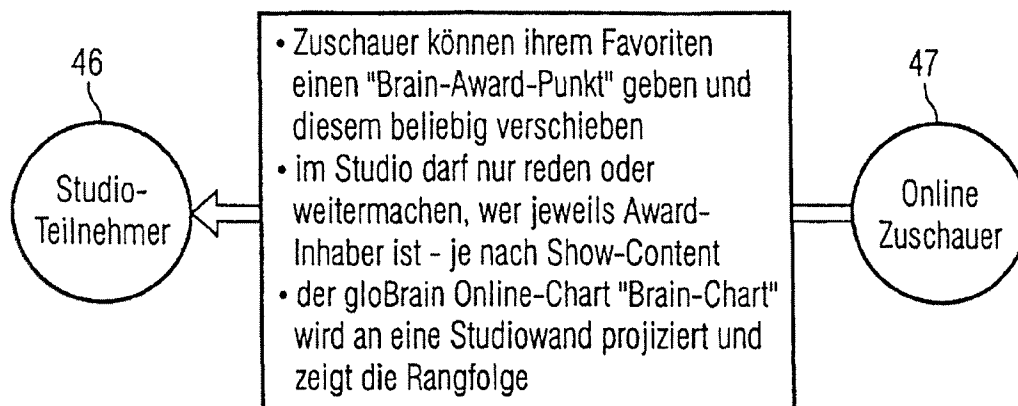 46
Studio-
Teilnehmer
• Zuschauer können ihrem Favoriten
einen "Brain-Award-Punkt" geben und
diesem beliebig verschieben
• im Studio darf nur reden oder
weitermachen, wer jeweils Award-
Inhaber ist - je nach Show-Content
• der gloBrain Online-Chart "Brain-Chart"
wird an eine Studiowand projiziert und
zeigt die Rangfolge
47
Online
Zuschauer